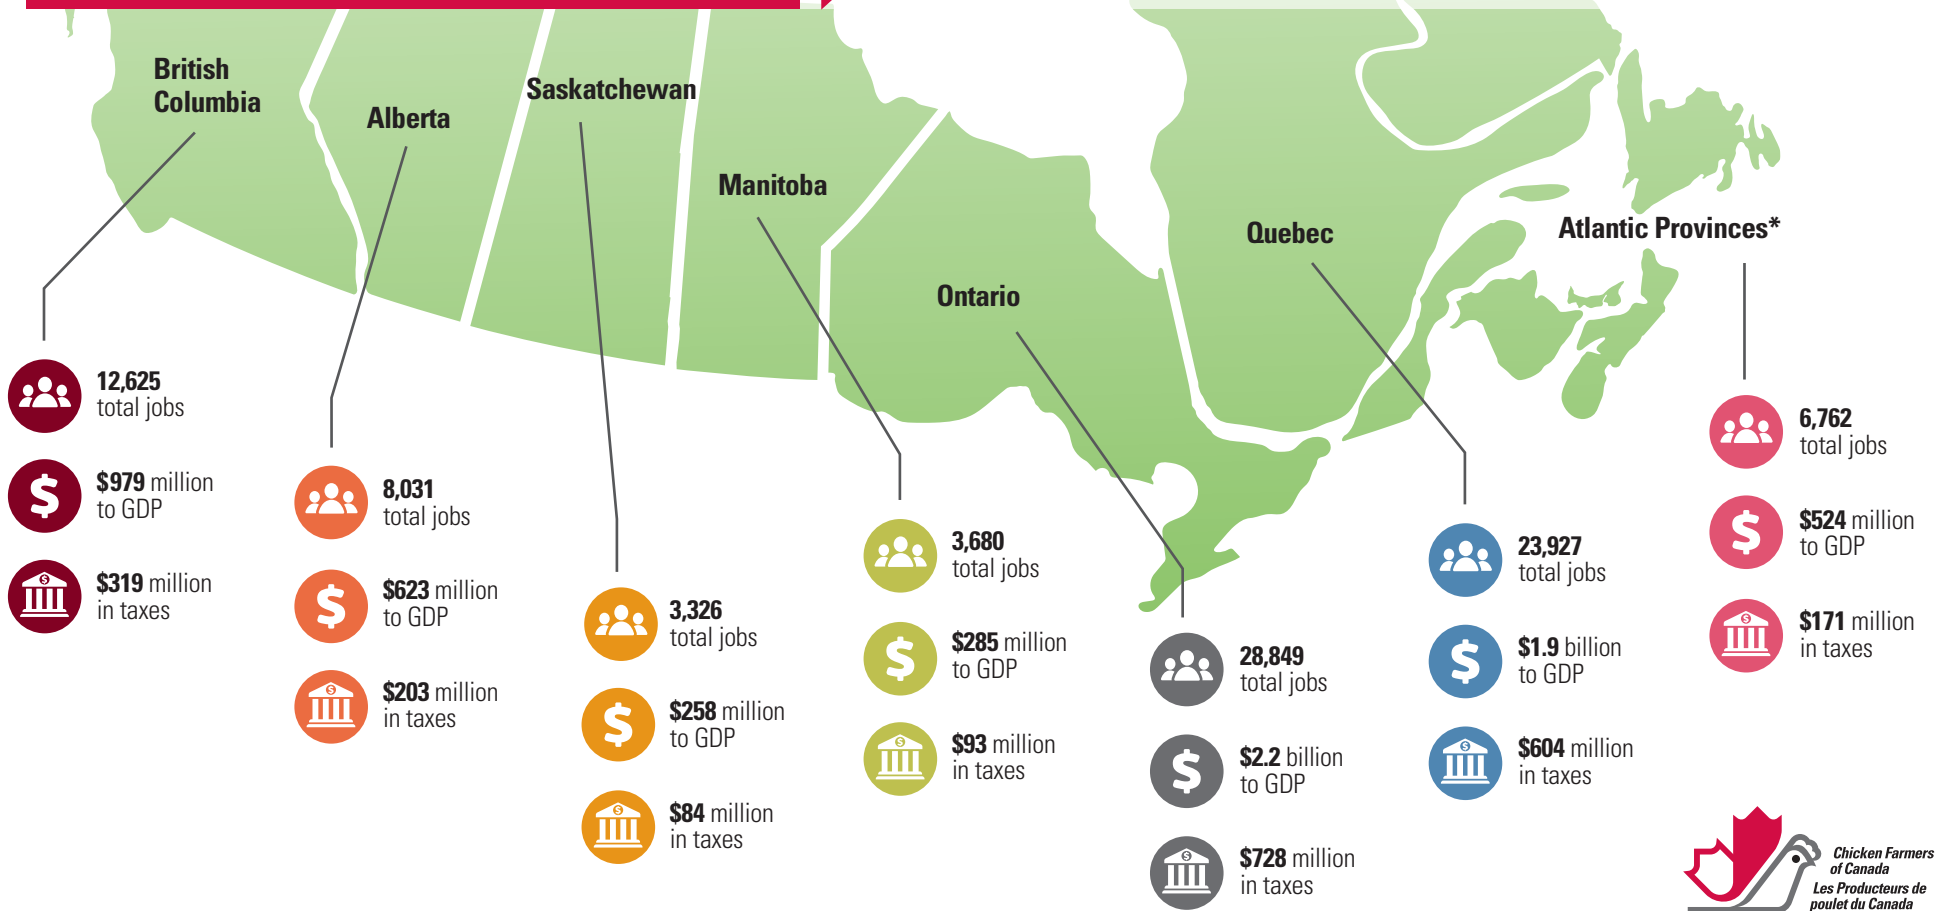 British
Columbia
Alberta
Saskatchewan
Manitoba
Ontario
Quebec
Atlantic Provinces*
12,625
total jobs
$979 million
to GDP
$319 million
in taxes
8,031
total jobs
$623 million
to GDP
$203 million
in taxes
3,326
total jobs
$258 million
to GDP
$84 million
in taxes
3,680
total jobs
$285 million
to GDP
$93 million
in taxes
28,849
total jobs
$2.2 billion
to GDP
$728 million
in taxes
23,927
total jobs
$1.9 billion
to GDP
$604 million
in taxes
6,762
total jobs
$524 million
to GDP
$171 million
in taxes
Chicken Farmers
of Canada
Les Producteurs de
poulet du Canada